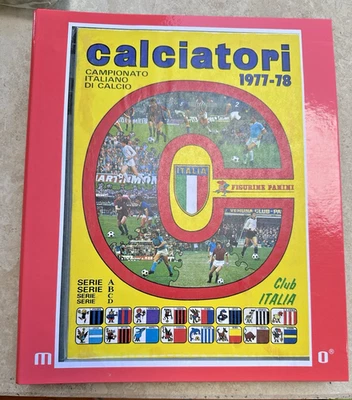 calciatori
1977-78
CAMPIONATO
ITALIANO
DI CALCIO
ITALIA
FIGURINE PANINI
SERIE A
SERIE B
SERIE C
SERIE D
Club
ITALIA
m o®